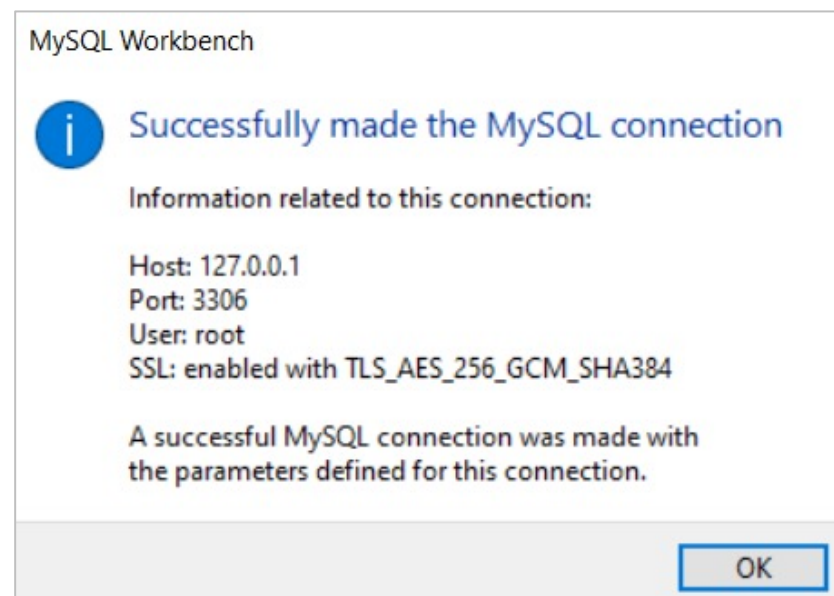 MySQL Workbench
i
Successfully made the MySQL connection
Information related to this connection:
Host: 127.0.0.1
Port: 3306
User: root
SSL: enabled with TLS_AES_256_GCM_SHA384
A successful MySQL connection was made with
the parameters defined for this connection.
OK